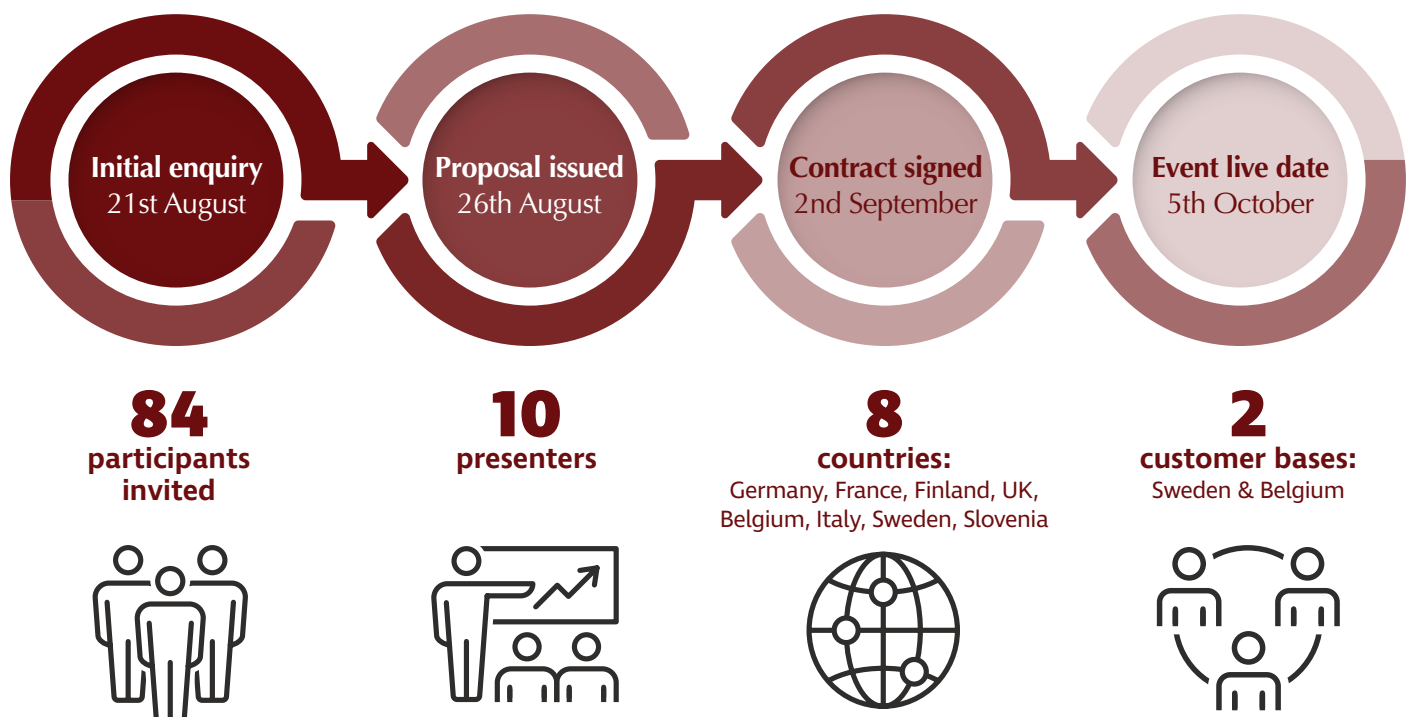 Initial enquiry
21st August
Proposal issued
26th August
Contract signed
2nd September
Event live date
5th October
84
participants
invited
10
presenters
8
countries:
Germany, France, Finland, UK,
Belgium, Italy, Sweden, Slovenia
2
customer bases:
Sweden & Belgium